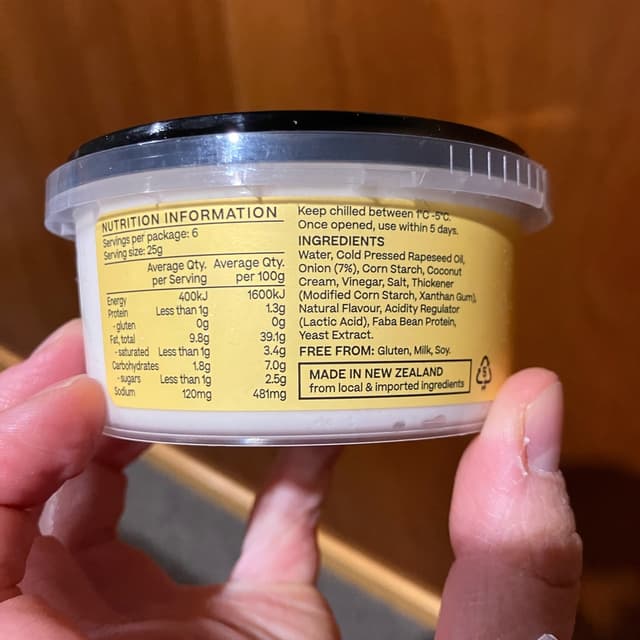 NUTRITION INFORMATION
Servings per package: 6
Serving size: 25g
Average Qty. per Serving Average Qty. per 100g
Energy 400kJ 1600kJ
Protein Less than 1g 1.3g
- gluten 0g 0g
Fat, total 9.8g 39.1g
- saturated Less than 1g 3.4g
Carbohydrates 1.8g 7.0g
- sugars Less than 1g 2.5g
Sodium 120mg 481mg
Keep chilled between 1°C -5°C.
Once opened, use within 5 days.
INGREDIENTS
Water, Cold Pressed Rapeseed Oil,
Onion (7%), Corn Starch, Coconut
Cream, Vinegar, Salt, Thickener
(Modified Corn Starch, Xanthan Gum),
Natural Flavour, Acidity Regulator
(Lactic Acid), Faba Bean Protein,
Yeast Extract.
FREE FROM: Gluten, Milk, Soy.
MADE IN NEW ZEALAND
from local & imported ingredients
5